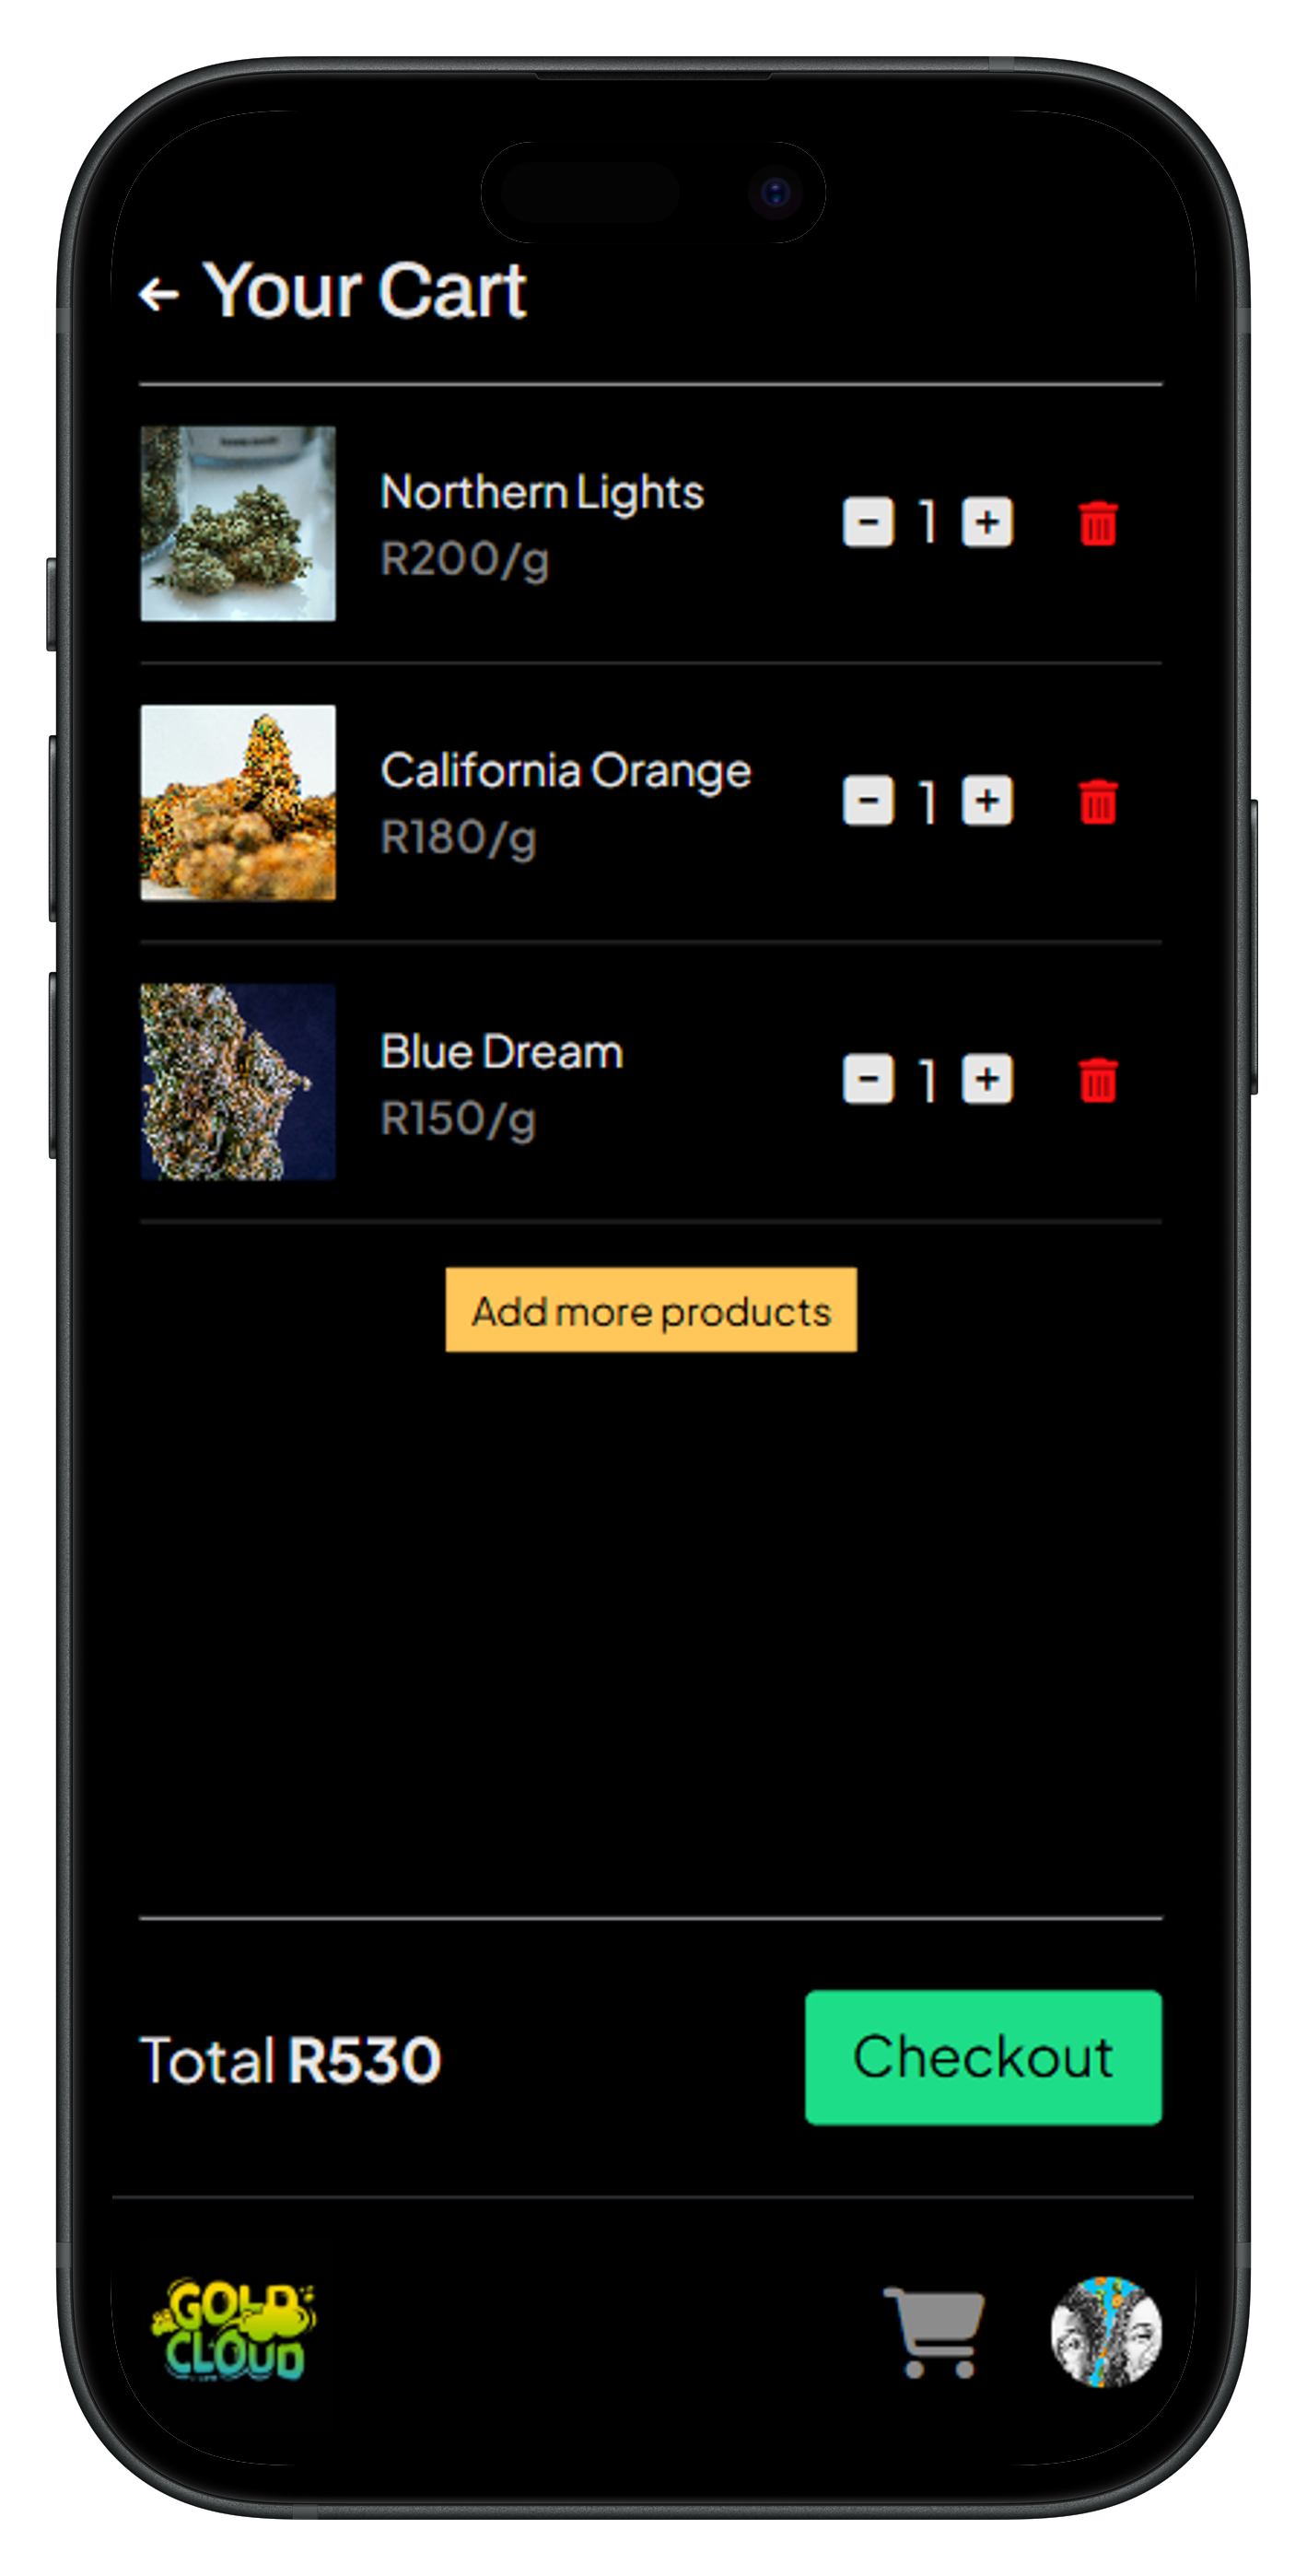 ← Your Cart
Northern Lights
R200/g
- 1 +
California Orange
R180/g
- 1 +
Blue Dream
R150/g
- 1 +
Add more products
Total R530
Checkout
GOLD
CLOUD